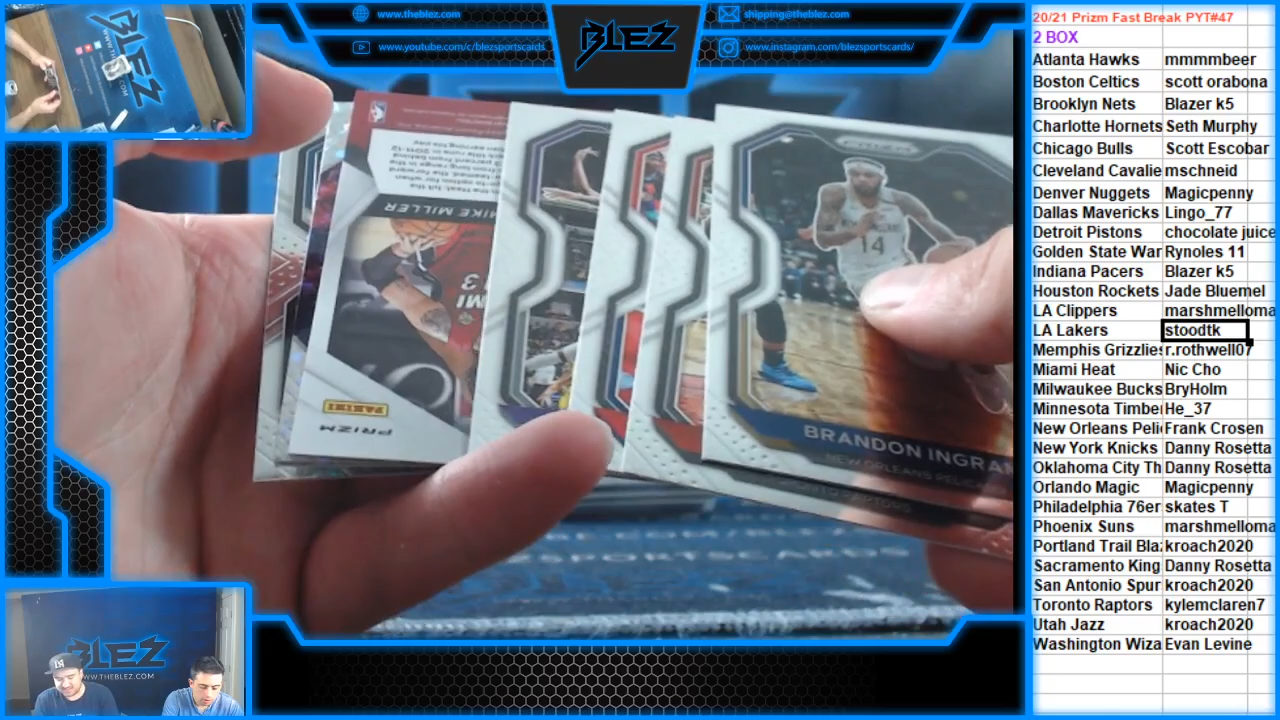 www.theblez.com
www.youtube.com/c/blezsportscards
BLEZ
shipping@theblez.com
www.instagram.com/blezsportscards/
20/21 Prizm Fast Break PYT#47
2 BOX
Atlanta Hawks mmmmbeer
Boston Celtics scott orabona
Brooklyn Nets Blazer k5
Charlotte Hornets Seth Murphy
Chicago Bulls Scott Escobar
Cleveland Cavalie mschneid
Denver Nuggets Magicpenny
Dallas Mavericks Lingo_77
Detroit Pistons chocolate juice
Golden State War Rynoles 11
Indiana Pacers Blazer k5
Houston Rockets Jade Bluemel
LA Clippers marshmelloma
LA Lakers stoodtk
Memphis Grizzlies r.rothwell07
Miami Heat Nic Cho
Milwaukee Bucks BryHolm
Minnesota Timbe He_37
New Orleans Peli Frank Crosen
New York Knicks Danny Rosetta
Oklahoma City Th Danny Rosetta
Orlando Magic Magicpenny
Philadelphia 76er skates T
Phoenix Suns marshmelloma
Portland Trail Bla kroach2020
Sacramento King Danny Rosetta
San Antonio Spur kroach2020
Toronto Raptors kylemclaren7
Utah Jazz kroach2020
Washington Wiza Evan Levine
MIKE MILLER
PANINI
PRIZM
14
BRANDON INGRA
NEW ORLEANS PELICA
RAPTORS
SPORTSCARDS
BLEZ
BLEZ
WWW.THEBLEZ.COM